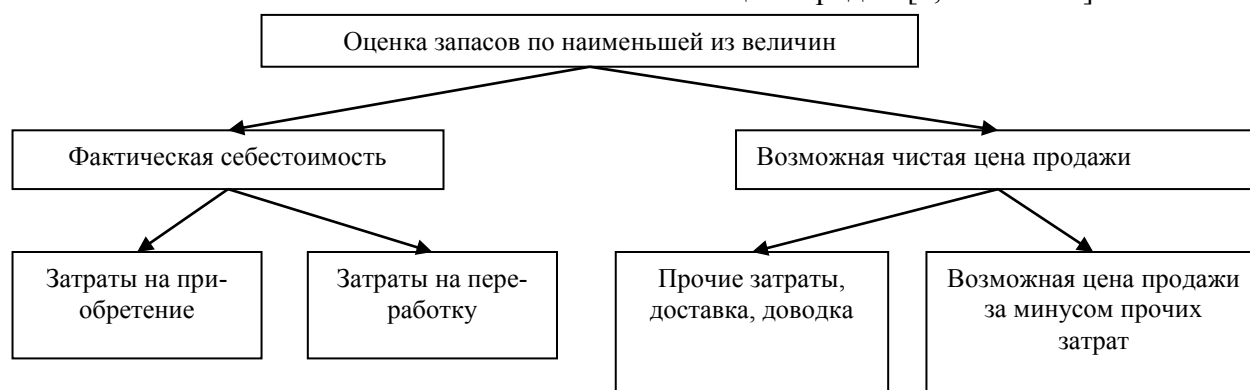 Оценка запасов по наименьшей из величин
Фактическая себестоимость
Возможная чистая цена продажи
Затраты на при-
обретение
Затраты на пере-
работку
Прочие затраты,
доставка, доводка
Возможная цена продажи
за минусом прочих
затрат